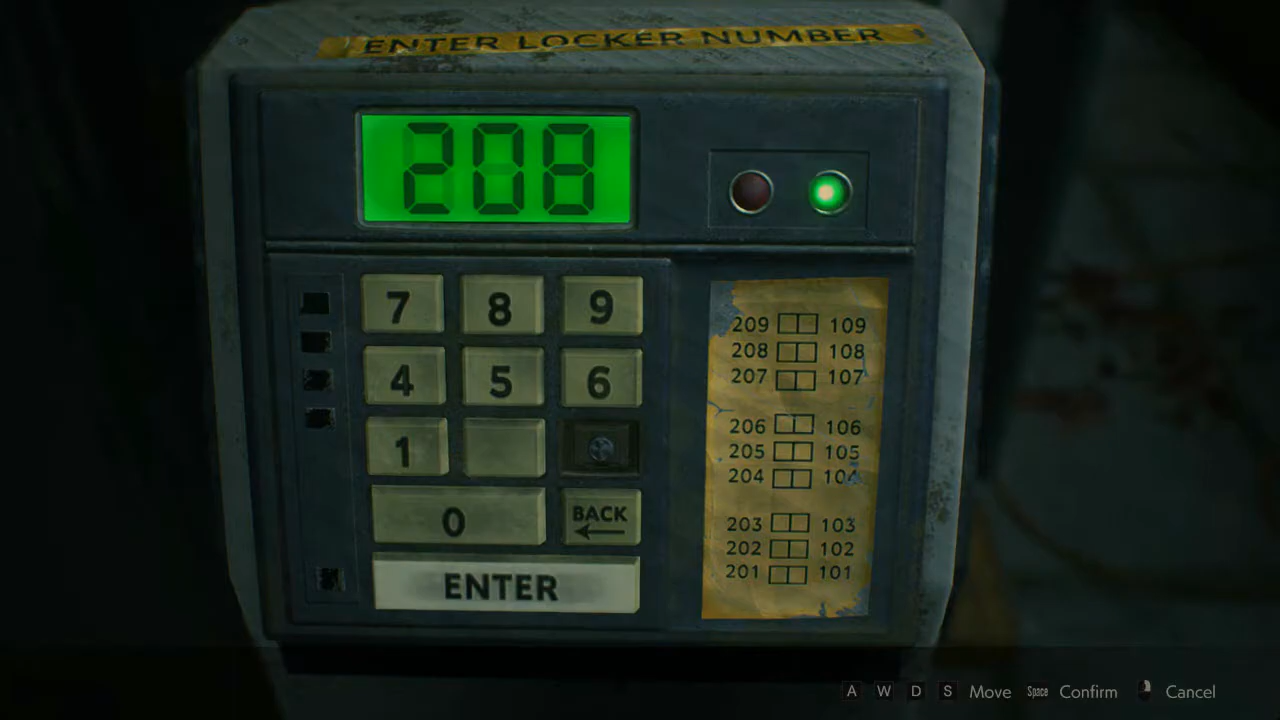 ENTER LOCKER NUMBER
208
7 8 9
4 5 6
1
0 BACK
ENTER
209 109
208 108
207 107
206 106
205 105
204 104
203 103
202 102
201 101
A W D S Move Space Confirm Cancel